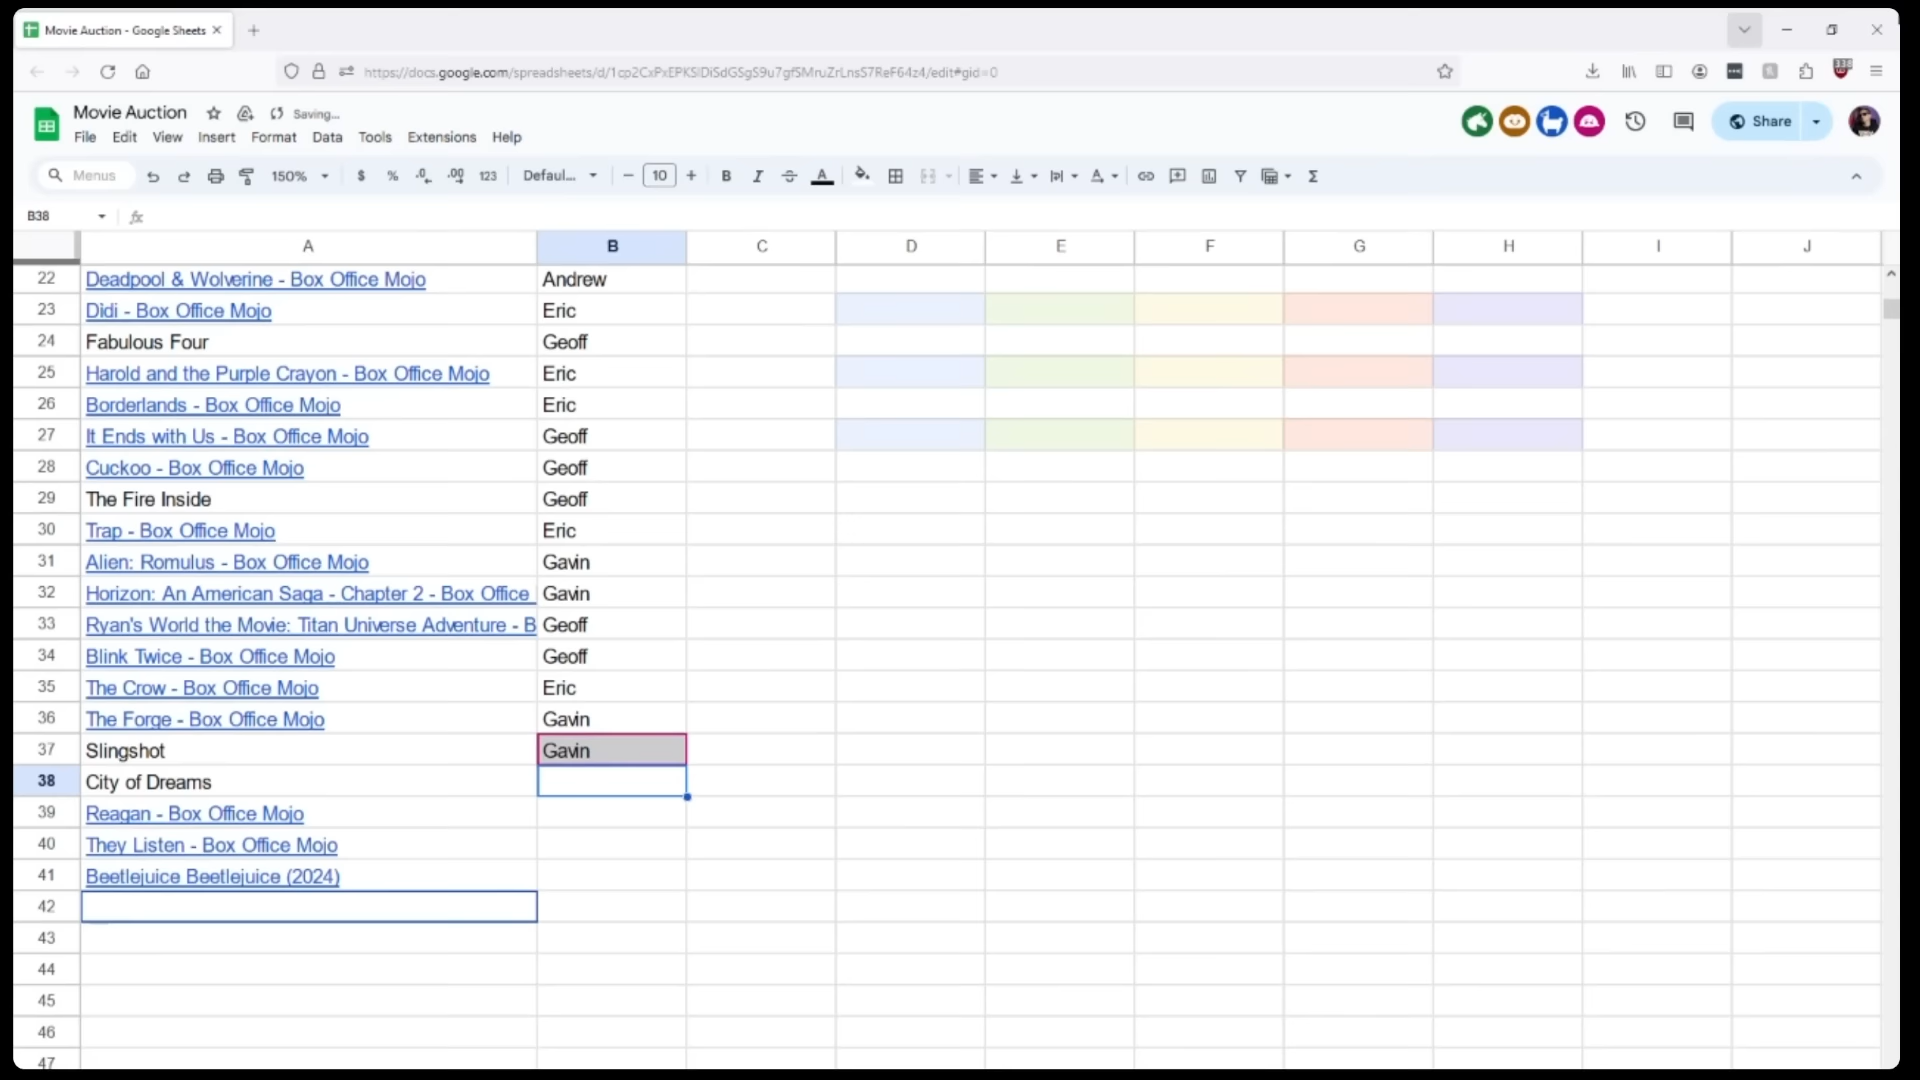 Movie Auction - Google Sheets
https://docs.google.com/spreadsheets/d/1cp2CxPxEPKSlDiSdGSgS9u7gfSMruZrLnsS7ReF64z4/edit#gid=0
Movie Auction Saving...
File Edit View Insert Format Data Tools Extensions Help
Share
Menus 150% $ % .0 .00 123 Defaul... 10 B I A
B38 fx
A B C D E F G H I J
22 Deadpool & Wolverine - Box Office Mojo Andrew
23 Dìdi - Box Office Mojo Eric
24 Fabulous Four Geoff
25 Harold and the Purple Crayon - Box Office Mojo Eric
26 Borderlands - Box Office Mojo Eric
27 It Ends with Us - Box Office Mojo Geoff
28 Cuckoo - Box Office Mojo Geoff
29 The Fire Inside Geoff
30 Trap - Box Office Mojo Eric
31 Alien: Romulus - Box Office Mojo Gavin
32 Horizon: An American Saga - Chapter 2 - Box Office Gavin
33 Ryan's World the Movie: Titan Universe Adventure - B Geoff
34 Blink Twice - Box Office Mojo Geoff
35 The Crow - Box Office Mojo Eric
36 The Forge - Box Office Mojo Gavin
37 Slingshot Gavin
38 City of Dreams
39 Reagan - Box Office Mojo
40 They Listen - Box Office Mojo
41 Beetlejuice Beetlejuice (2024)
42
43
44
45
46
47